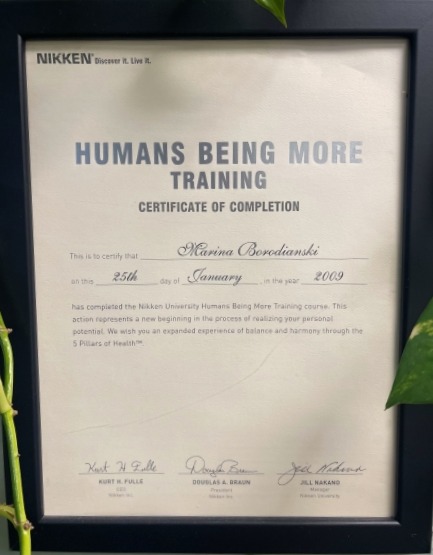 NIKKEN® Discover it. Live it.
HUMANS BEING MORE
TRAINING
CERTIFICATE OF COMPLETION
This is to certify that Marina Borodianski
on this 25th day of January, in the year 2009
has completed the Nikken University Humans Being More Training course. This
action represents a new beginning in the process of realizing your personal
potential. We wish you an expanded experience of balance and harmony through the
5 Pillars of Health™.
Kurt H Fulle Douglas Braun Jill Nakano
KURT H. FULLE DOUGLAS A. BRAUN JILL NAKANO
CEO President Manager
Nikken Inc. Nikken Inc. Nikken University